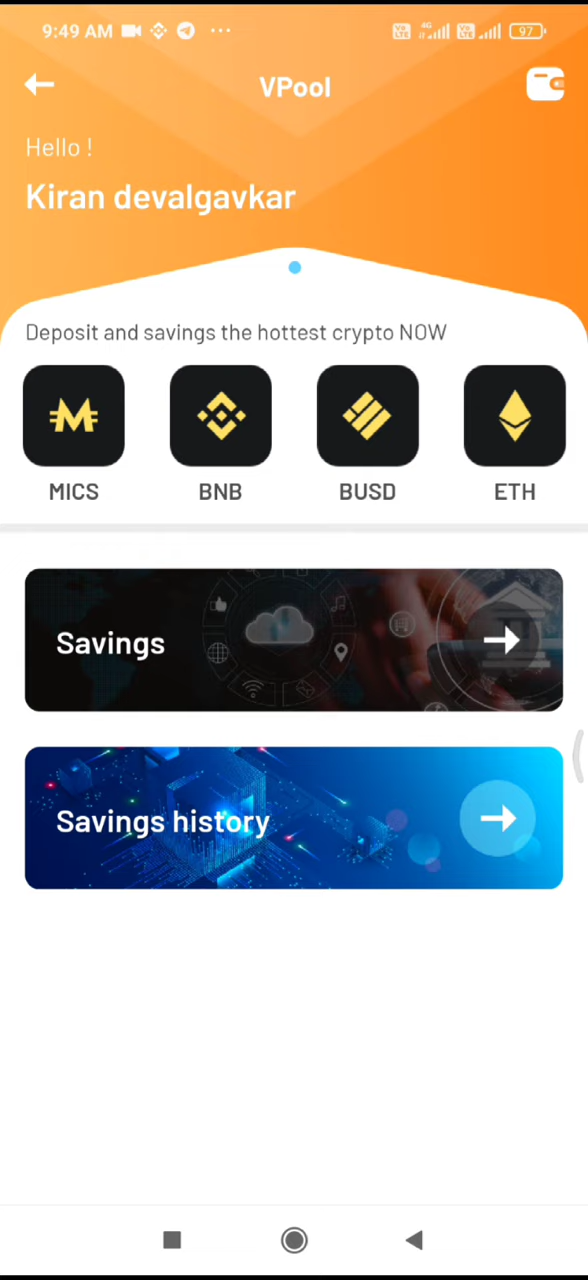 9:49 AM
4G
97
VPool
Hello !
Kiran devalgavkar
Deposit and savings the hottest crypto NOW
MICS
BNB
BUSD
ETH
Savings
Savings history